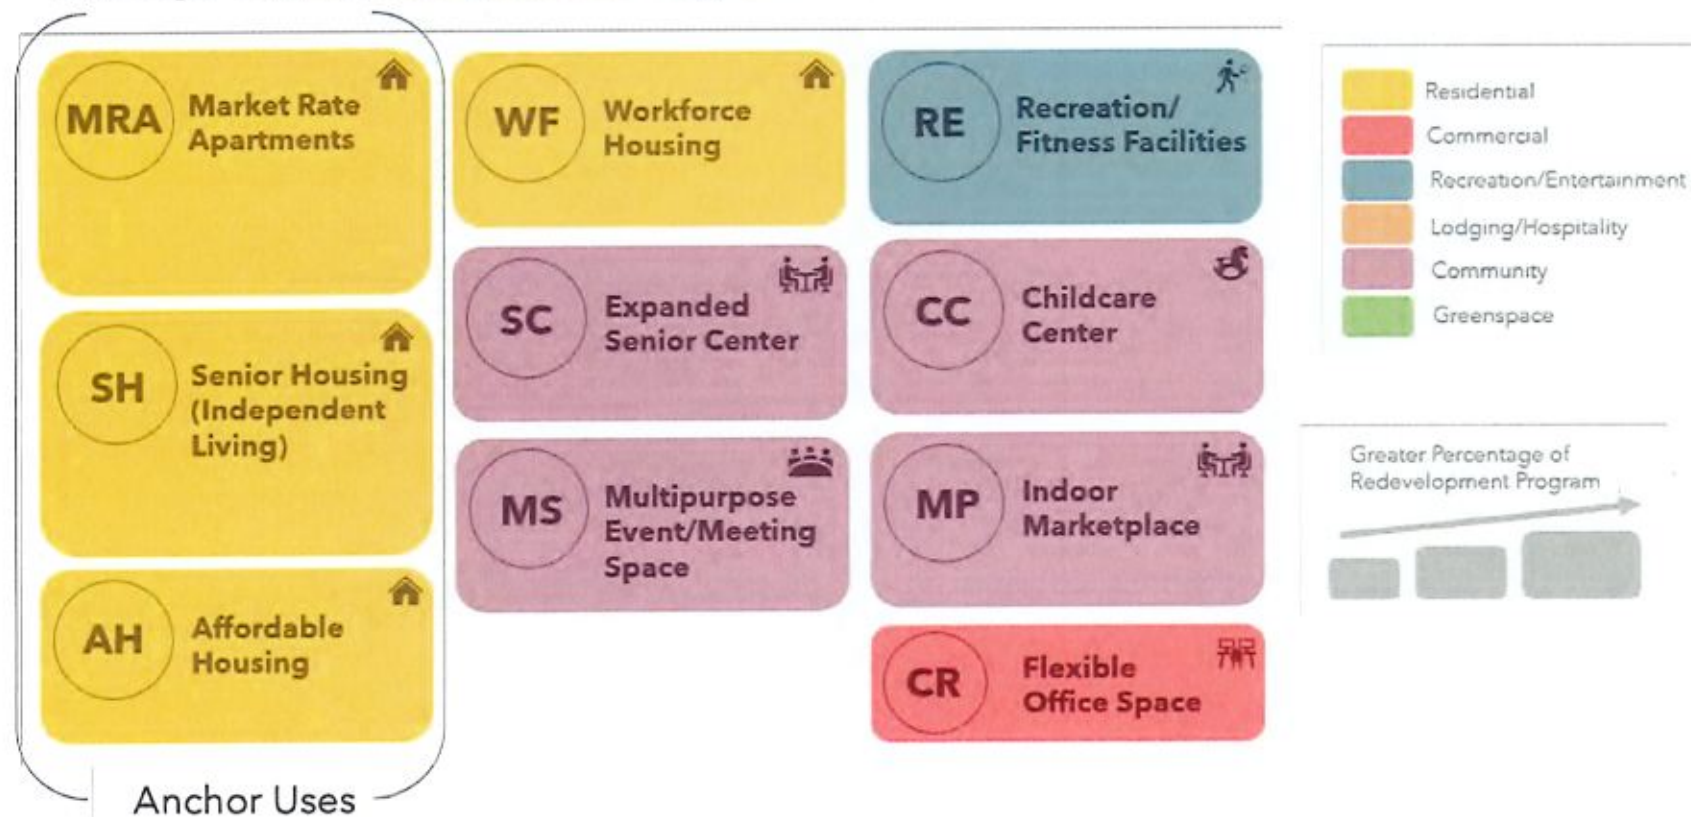 MRA
Market Rate
Apartments
SH
Senior Housing
(Independent
Living)
AH
Affordable
Housing
Anchor Uses
WF
Workforce
Housing
SC
Expanded
Senior Center
MS
Multipurpose
Event/Meeting
Space
RE
Recreation/
Fitness Facilities
CC
Childcare
Center
MP
Indoor
Marketplace
CR
Flexible
Office Space
Residential
Commercial
Recreation/Entertainment
Lodging/Hospitality
Community
Greenspace
Greater Percentage of
Redevelopment Program